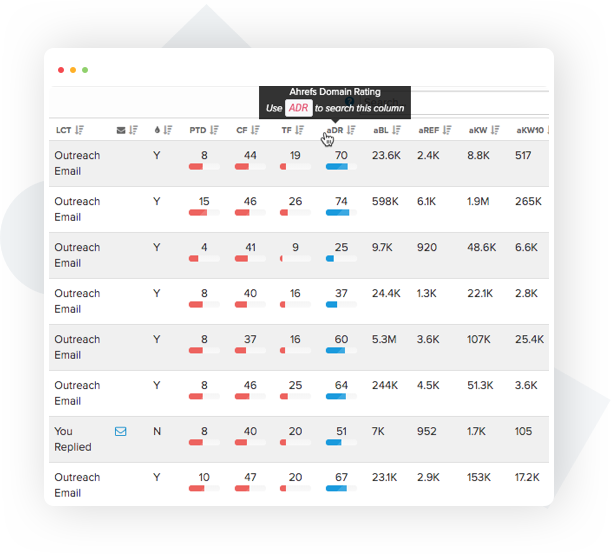 Ahrefs Domain Rating
Use ADR to search this column
LCT PTD CF TF aDR aBL aREF aKW aKW10
Outreach Y 8 44 19 70 23.6K 2.4K 8.8K 517
Email
Outreach Y 15 46 26 74 598K 6.1K 1.9M 265K
Email
Outreach Y 4 41 9 25 9.7K 920 48.6K 6.6K
Email
Outreach Y 8 40 16 37 24.4K 1.3K 22.1K 2.8K
Email
Outreach Y 8 37 16 60 5.3M 3.6K 107K 25.4K
Email
Outreach Y 8 46 25 64 244K 4.5K 51.3K 3.6K
Email
You N 8 40 20 51 7K 952 1.7K 105
Replied
Outreach Y 10 47 20 67 23.1K 2.9K 153K 17.2K
Email